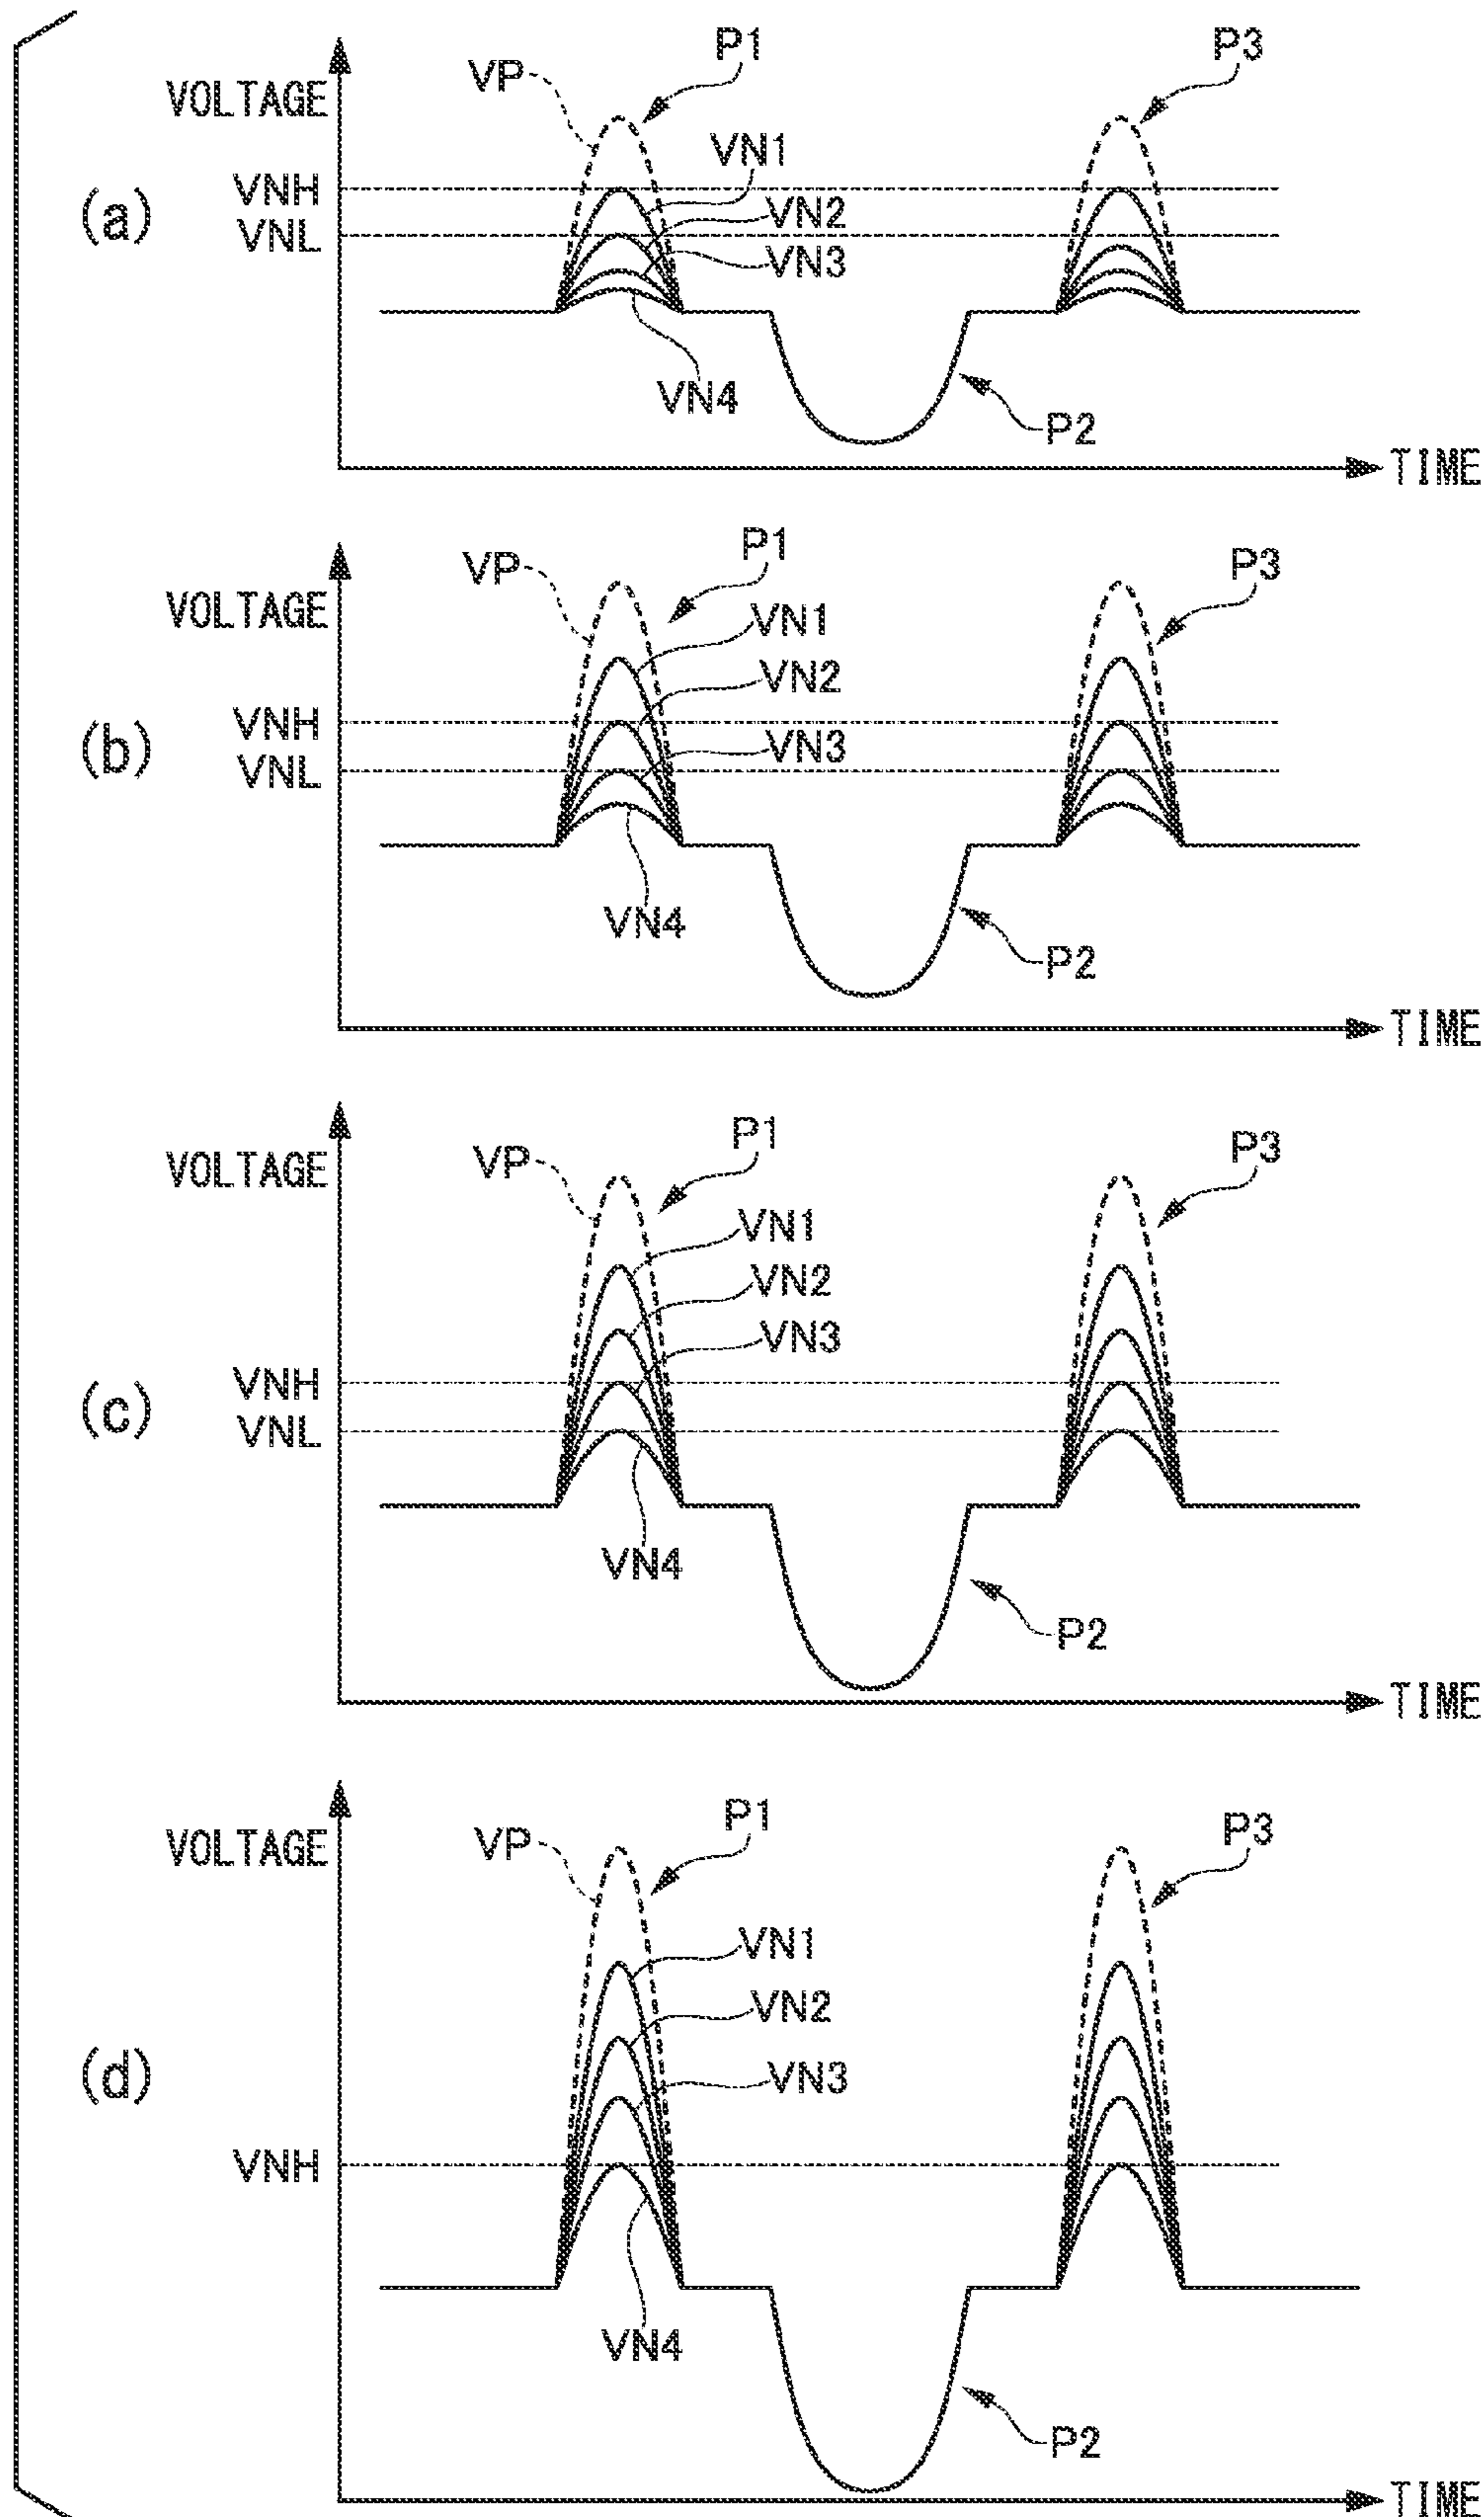 (a)
VOLTAGE
VP
P1
P3
VN1
VNH
VN2
VNL
VN3
VN4
P2
TIME
(b)
VOLTAGE
VP
P1
P3
VN1
VN2
VNH
VN3
VNL
VN4
P2
TIME
(c)
VOLTAGE
VP
P1
P3
VN1
VN2
VN3
VNH
VNL
VN4
P2
TIME
(d)
VOLTAGE
VP
P1
P3
VN1
VN2
VN3
VNH
VN4
P2
TIME